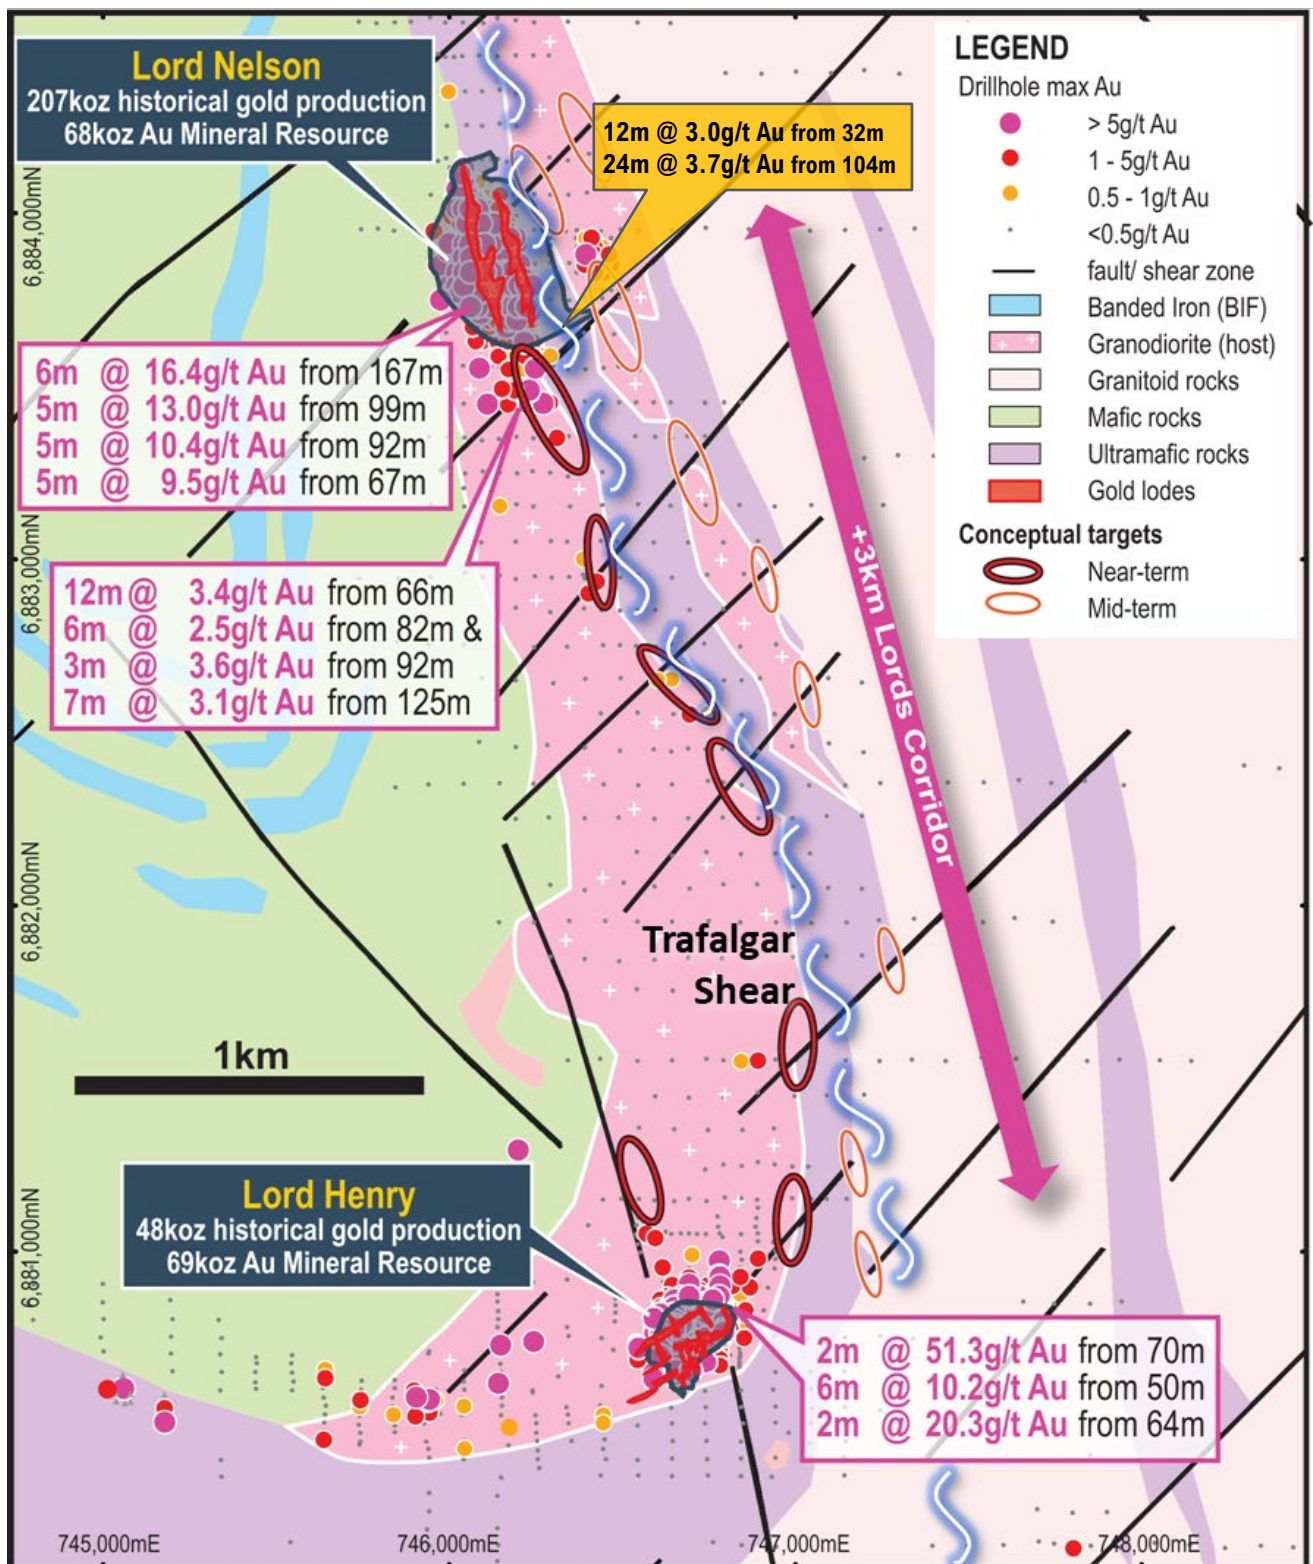 Lord Nelson
207koz historical gold production
68koz Au Mineral Resource
12m @ 3.0g/t Au from 32m
24m @ 3.7g/t Au from 104m
LEGEND
Drillhole max Au
> 5g/t Au
1 - 5g/t Au
0.5 - 1g/t Au
<0.5g/t Au
fault/ shear zone
Banded Iron (BIF)
Granodiorite (host)
Granitoid rocks
Mafic rocks
Ultramafic rocks
Gold lodes
Conceptual targets
Near-term
Mid-term
6,884,000mN
6m @ 16.4g/t Au from 167m
5m @ 13.0g/t Au from 99m
5m @ 10.4g/t Au from 92m
5m @ 9.5g/t Au from 67m
6,883,000mN
12m @ 3.4g/t Au from 66m
6m @ 2.5g/t Au from 82m &
3m @ 3.6g/t Au from 92m
7m @ 3.1g/t Au from 125m
+3km Lords Corridor
6,882,000mN
Trafalgar
Shear
1km
Lord Henry
48koz historical gold production
69koz Au Mineral Resource
6,881,000mN
2m @ 51.3g/t Au from 70m
6m @ 10.2g/t Au from 50m
2m @ 20.3g/t Au from 64m
745,000mE
746,000mE
747,000mE
748,000mE